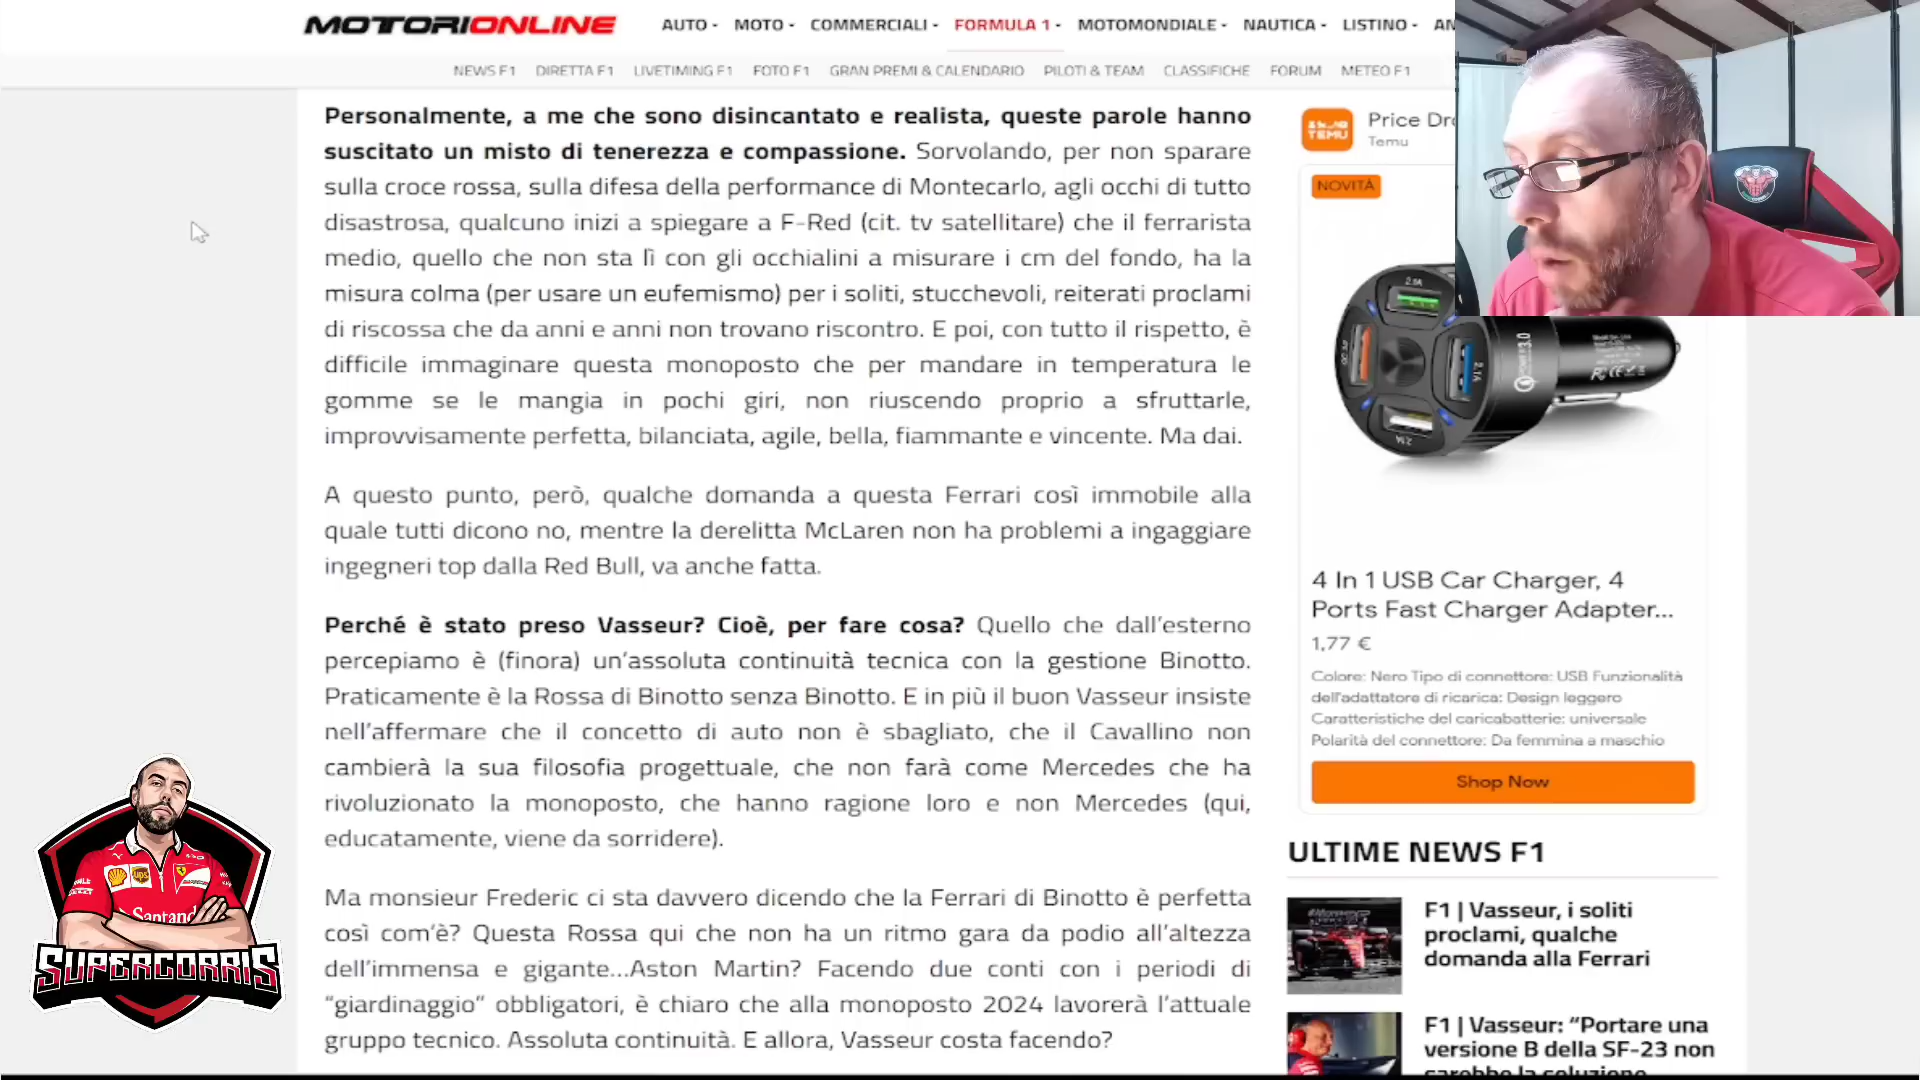 MOTORIONLINE
AUTO
MOTO
COMMERCIALI
FORMULA 1
MOTOMONDIALE
NAUTICA
LISTINO
NEWS F1
DIRETTA F1
LIVETIMING F1
FOTO F1
GRAN PREMI & CALENDARIO
PILOTI & TEAM
CLASSIFICHE
FORUM
METEO F1
Personalmente, a me che sono disincantato e realista, queste parole hanno
suscitato un misto di tenerezza e compassione. Sorvolando, per non sparare
sulla croce rossa, sulla difesa della performance di Montecarlo, agli occhi di tutto
disastrosa, qualcuno inizi a spiegare a F-Red (cit. tv satellitare) che il ferrarista
medio, quello che non sta lì con gli occhialini a misurare i cm del fondo, ha la
misura colma (per usare un eufemismo) per i soliti, stucchevoli, reiterati proclami
di riscossa che da anni e anni non trovano riscontro. E poi, con tutto il rispetto, è
difficile immaginare questa monoposto che per mandare in temperatura le
gomme se le mangia in pochi giri, non riuscendo proprio a sfruttarle,
improvvisamente perfetta, bilanciata, agile, bella, fiammante e vincente. Ma dai.
A questo punto, però, qualche domanda a questa Ferrari così immobile alla
quale tutti dicono no, mentre la derelitta McLaren non ha problemi a ingaggiare
ingegneri top dalla Red Bull, va anche fatta.
Perché è stato preso Vasseur? Cioè, per fare cosa? Quello che dall'esterno
percepiamo è (finora) un'assoluta continuità tecnica con la gestione Binotto.
Praticamente è la Rossa di Binotto senza Binotto. E in più il buon Vasseur insiste
nell'affermare che il concetto di auto non è sbagliato, che il Cavallino non
cambierà la sua filosofia progettuale, che non farà come Mercedes che ha
rivoluzionato la monoposto, che hanno ragione loro e non Mercedes (qui,
educatamente, viene da sorridere).
Ma monsieur Frederic ci sta davvero dicendo che la Ferrari di Binotto è perfetta
così com'è? Questa Rossa qui che non ha un ritmo gara da podio all'altezza
dell'immensa e gigante...Aston Martin? Facendo due conti con i periodi di
"giardinaggio" obbligatori, è chiaro che alla monoposto 2024 lavorerà l'attuale
gruppo tecnico. Assoluta continuità. E allora, Vasseur costa facendo?
TEMU
Price
Temu
NOVITÀ
4 In 1 USB Car Charger, 4
Ports Fast Charger Adapter...
1,77 €
Colore: Nero Tipo di connettore: USB Funzionalità
dell'adattatore di ricarica: Design leggero
Caratteristiche del caricabatterie: universale
Polarità del connettore: Da femmina a maschio
Shop Now
ULTIME NEWS F1
F1 | Vasseur, i soliti
proclami, qualche
domanda alla Ferrari
F1 | Vasseur: "Portare una
versione B della SF-23 non
sarebbe la soluzione
ups
Santand
SUPERCORRIS